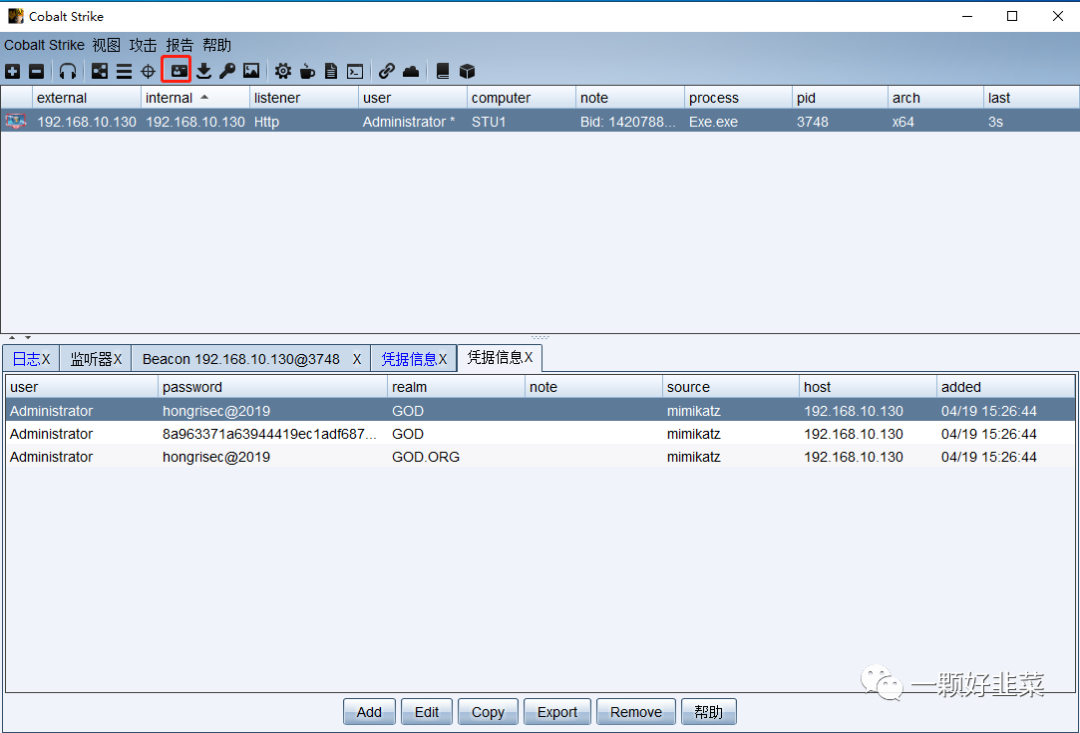 Cobalt Strike
Cobalt Strike 视图 攻击 报告 帮助
external internal listener user computer note process pid arch last
192.168.10.130 192.168.10.130 Http Administrator * STU1 Bid: 1420788... Exe.exe 3748 x64 3s
日志X 监听器X Beacon 192.168.10.130@3748 X 凭据信息X 凭据信息X
user password realm note source host added
Administrator hongrisec@2019 GOD mimikatz 192.168.10.130 04/19 15:26:44
Administrator 8a963371a63944419ec1adf687... GOD mimikatz 192.168.10.130 04/19 15:26:44
Administrator hongrisec@2019 GOD.ORG mimikatz 192.168.10.130 04/19 15:26:44
一颗好韭菜
Add Edit Copy Export Remove 帮助